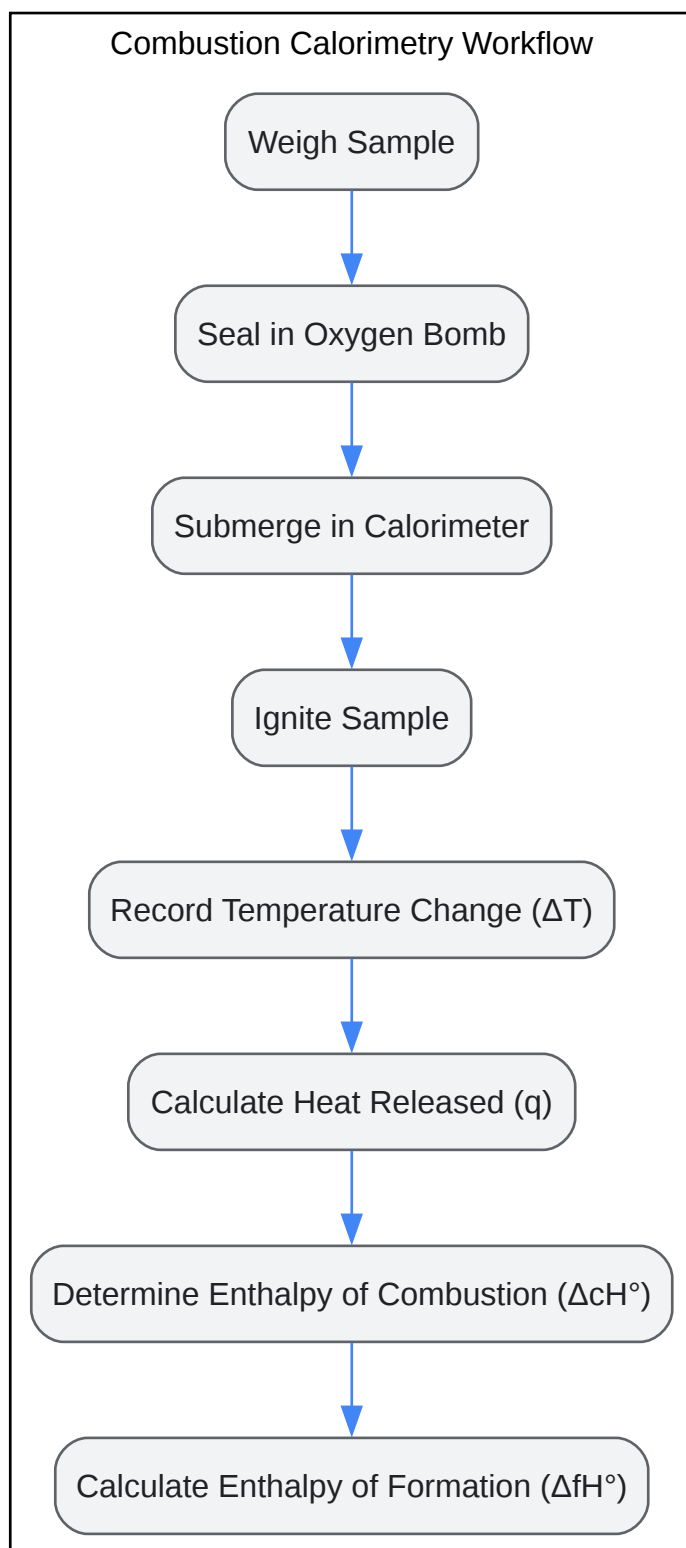 Combustion Calorimetry Workflow
Weigh Sample
Seal in Oxygen Bomb
Submerge in Calorimeter
Ignite Sample
Record Temperature Change (ΔT)
Calculate Heat Released (q)
Determine Enthalpy of Combustion (ΔcH°)
Calculate Enthalpy of Formation (ΔfH°)